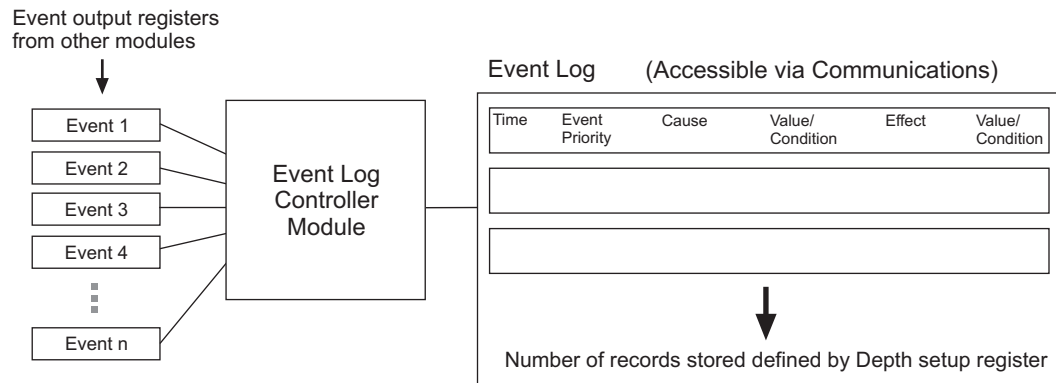 Event output registers
from other modules
Event 1
Event 2
Event 3
Event 4
Event n
Event Log
Controller
Module
Event Log (Accessible via Communications)
Time Event Priority Cause Value/ Condition Effect Value/ Condition
Number of records stored defined by Depth setup register